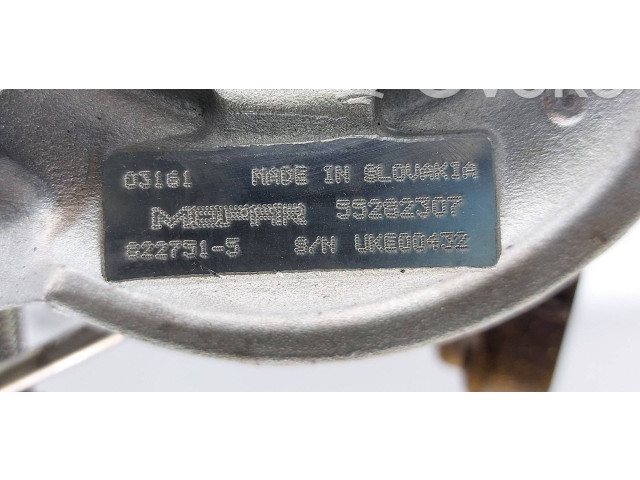 03161 MADE IN SLOVAKIA
MOPAR 55282307
822751-5 S/N UKE00432